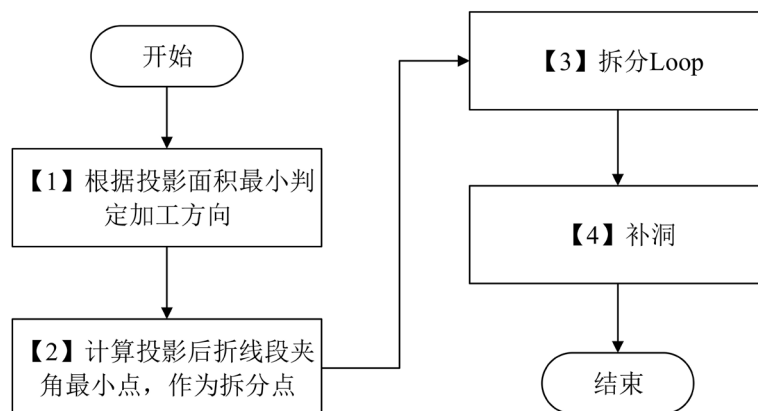 开始
【1】根据投影面积最小判
定加工方向
【2】计算投影后折线段夹
角最小点，作为拆分点
【3】拆分Loop
【4】补洞
结束